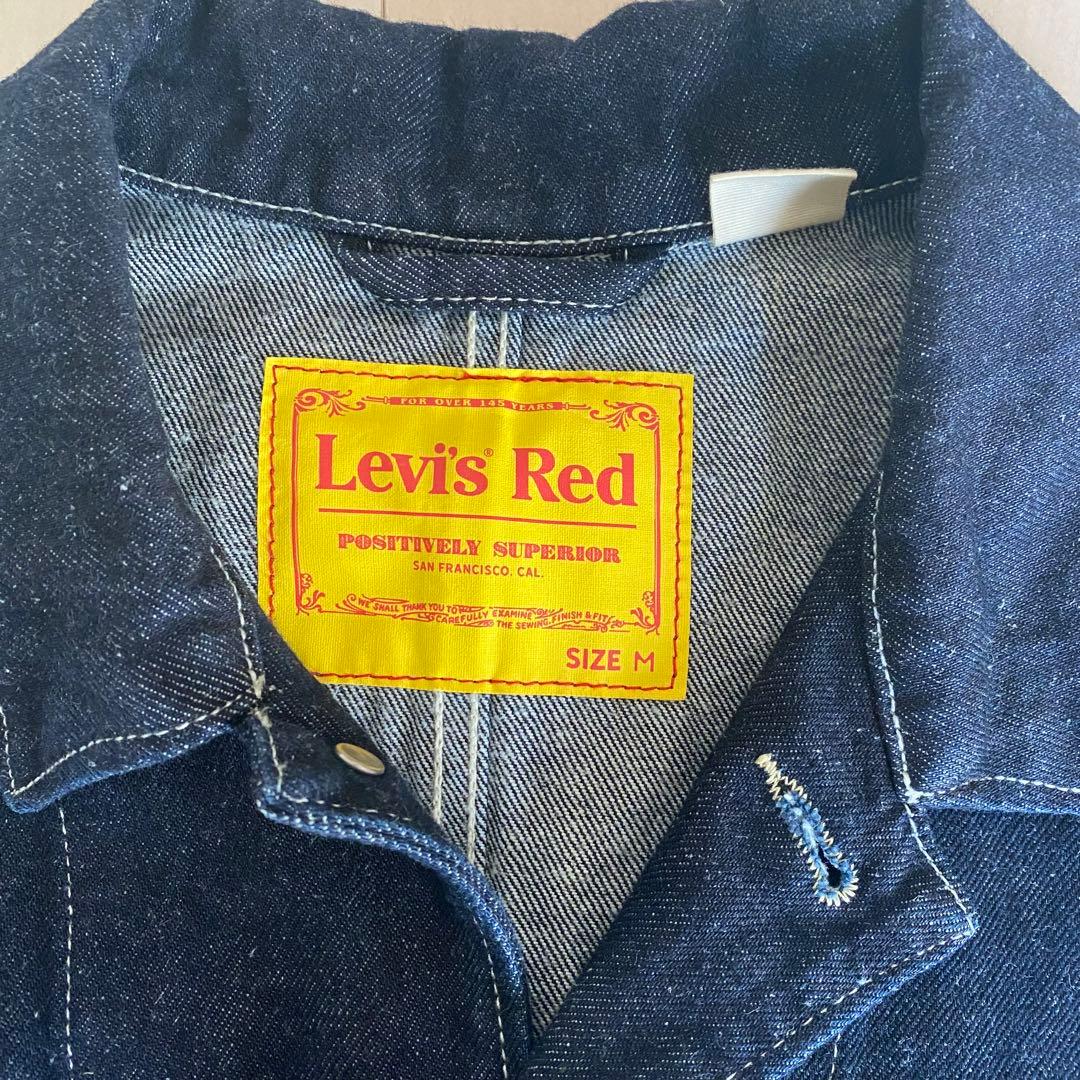 FOR OVER 145 YEARS
Levi's® Red
POSITIVELY SUPERIOR
SAN FRANCISCO. CAL.
WE SHALL THANK YOU TO
CAREFULLY EXAMINE
THE SEWING, FINISH & FIT
SIZE M